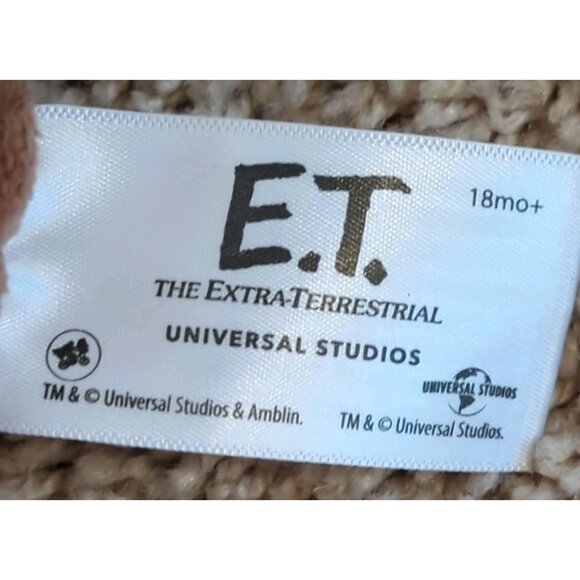 E.T.
18mo+
THE EXTRA-TERRESTRIAL
UNIVERSAL STUDIOS
UNIVERSAL STUDIOS
TM & © Universal Studios & Amblin.
TM & © Universal Studios.